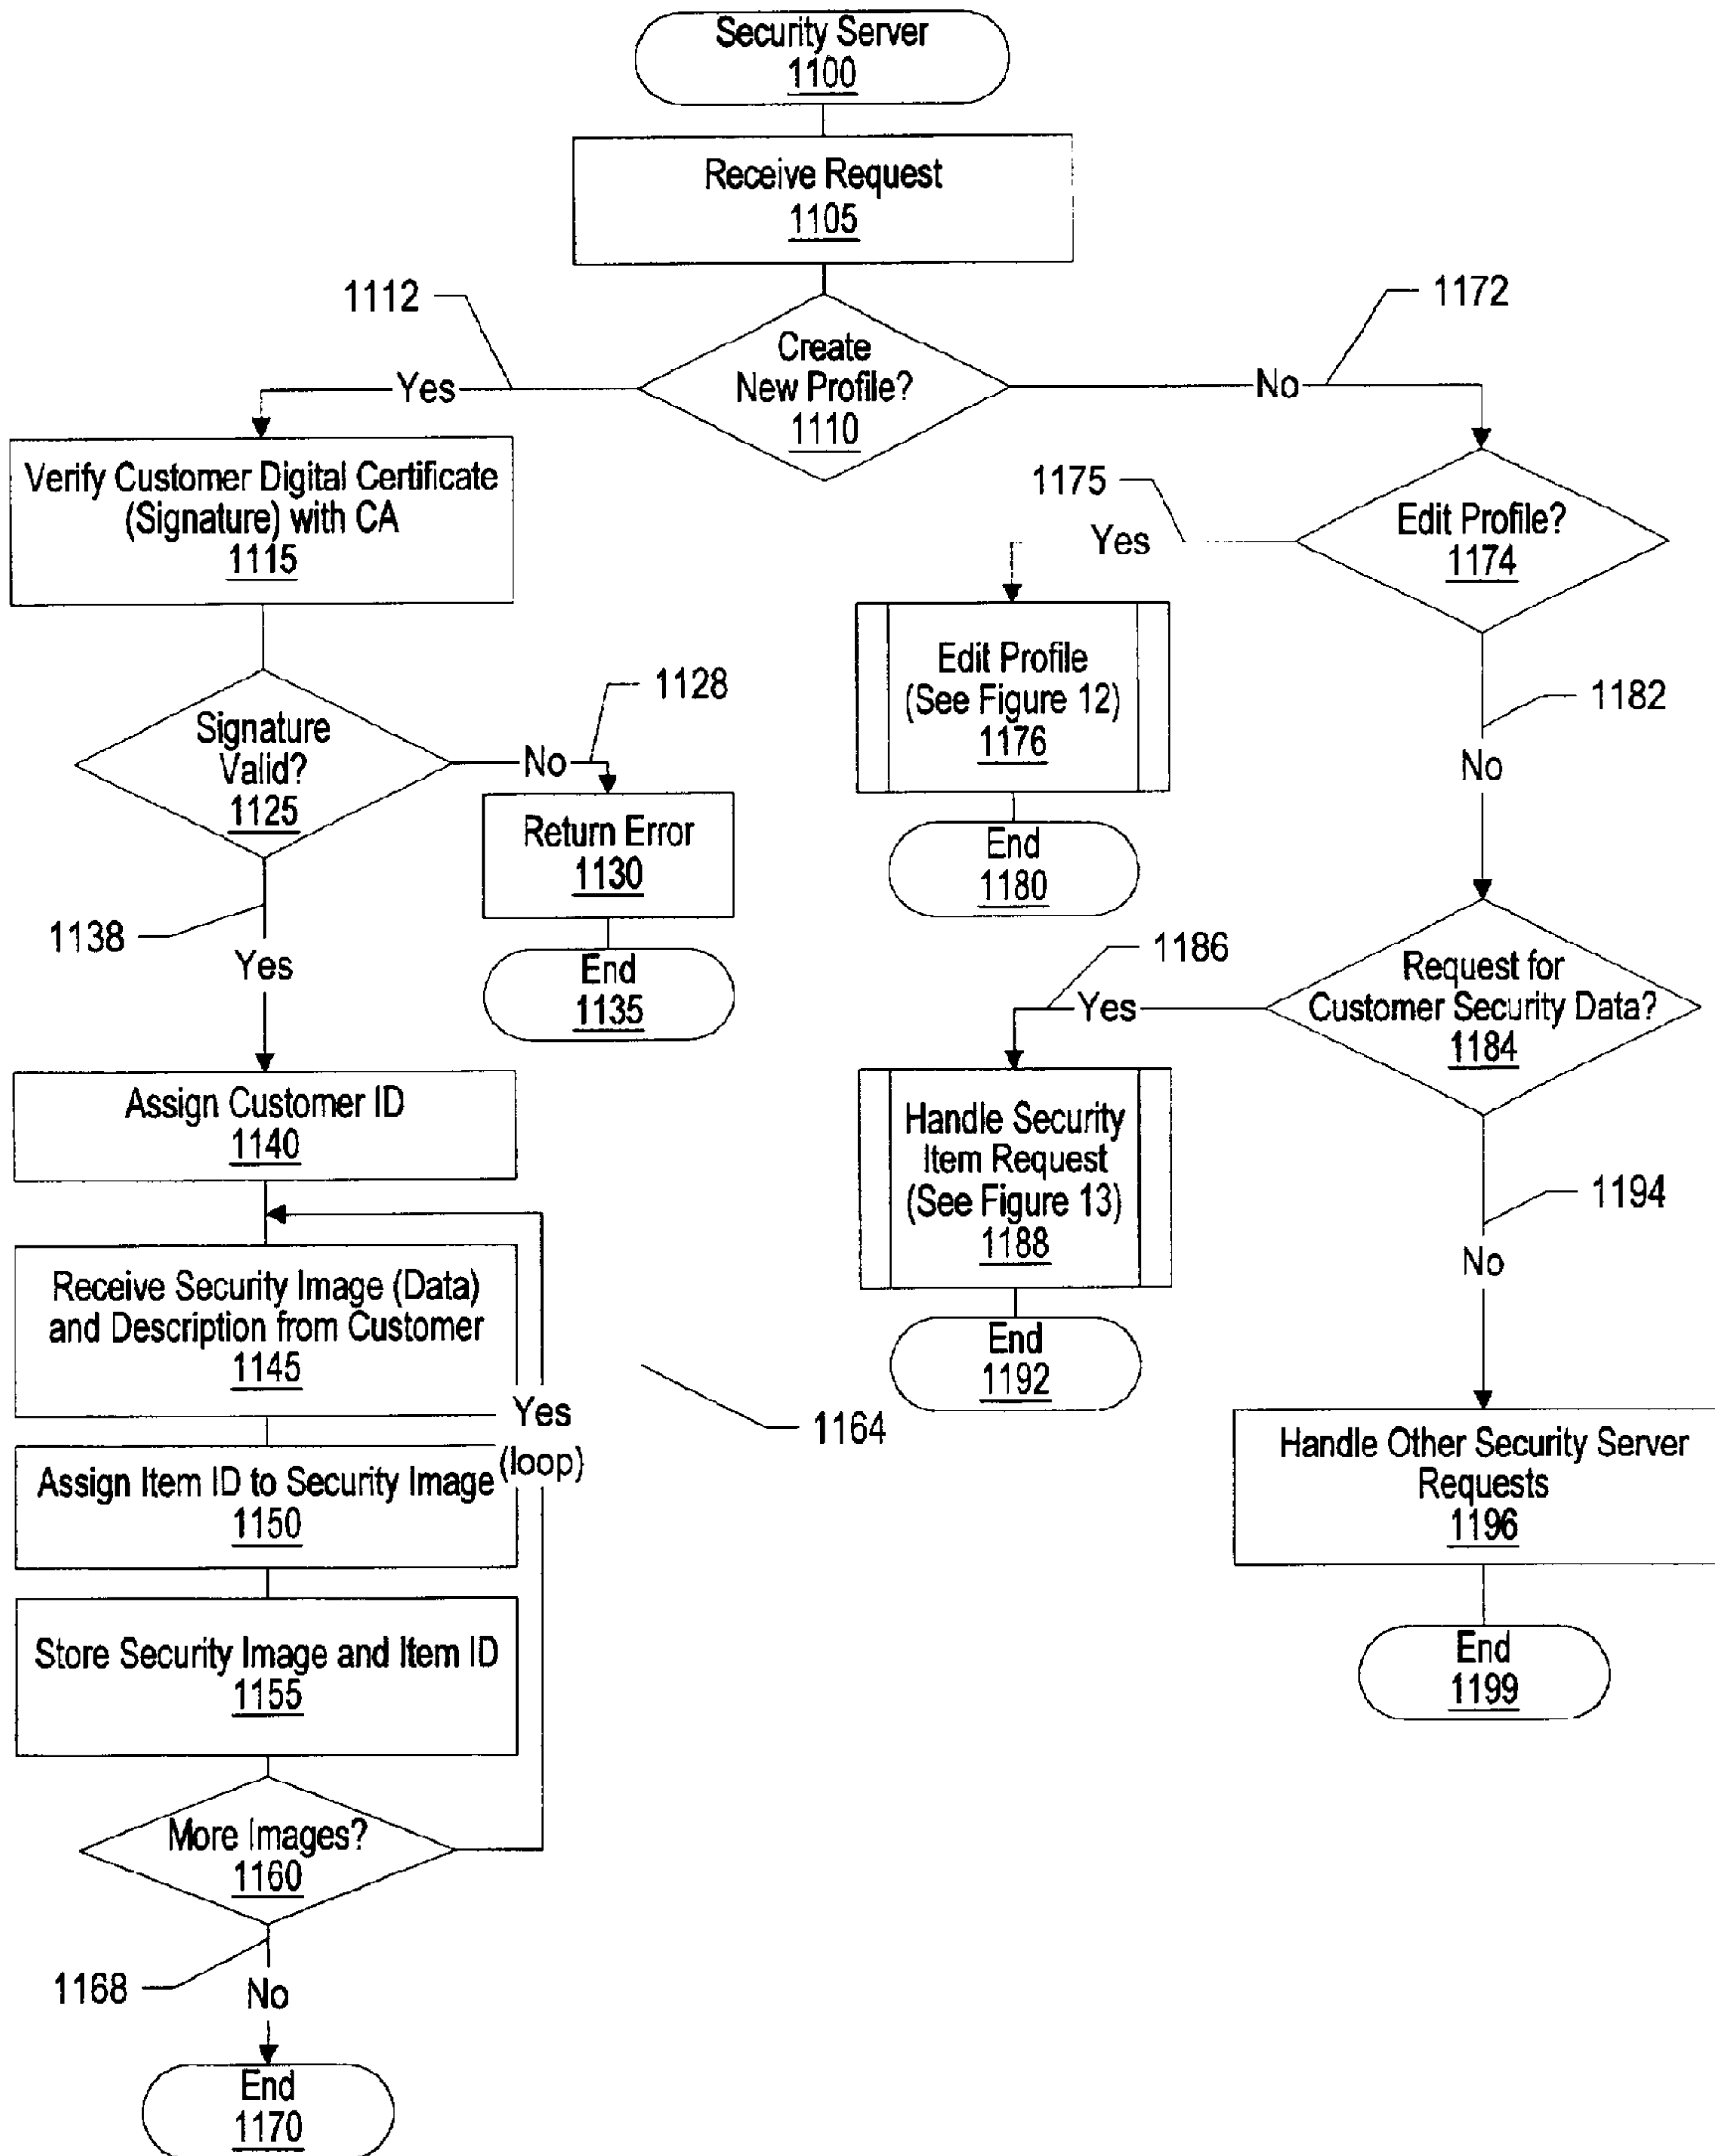 Security Server
1100
Receive Request
1105
1112
1172
Create
New Profile?
1110
Yes
No
Verify Customer Digital Certificate
(Signature) with CA
1115
1175
Edit Profile?
1174
Yes
Edit Profile
(See Figure 12)
1176
1182
No
End
1180
Signature
Valid?
1125
1128
No
Return Error
1130
End
1135
1138
Yes
1186
Request for
Customer Security Data?
1184
Yes
Handle Security
Item Request
(See Figure 13)
1188
1194
No
End
1192
Assign Customer ID
1140
Receive Security Image (Data)
and Description from Customer
1145
Yes
(loop)
1164
Assign Item ID to Security Image
1150
Handle Other Security Server
Requests
1196
Store Security Image and Item ID
1155
End
1199
More Images?
1160
1168
No
End
1170